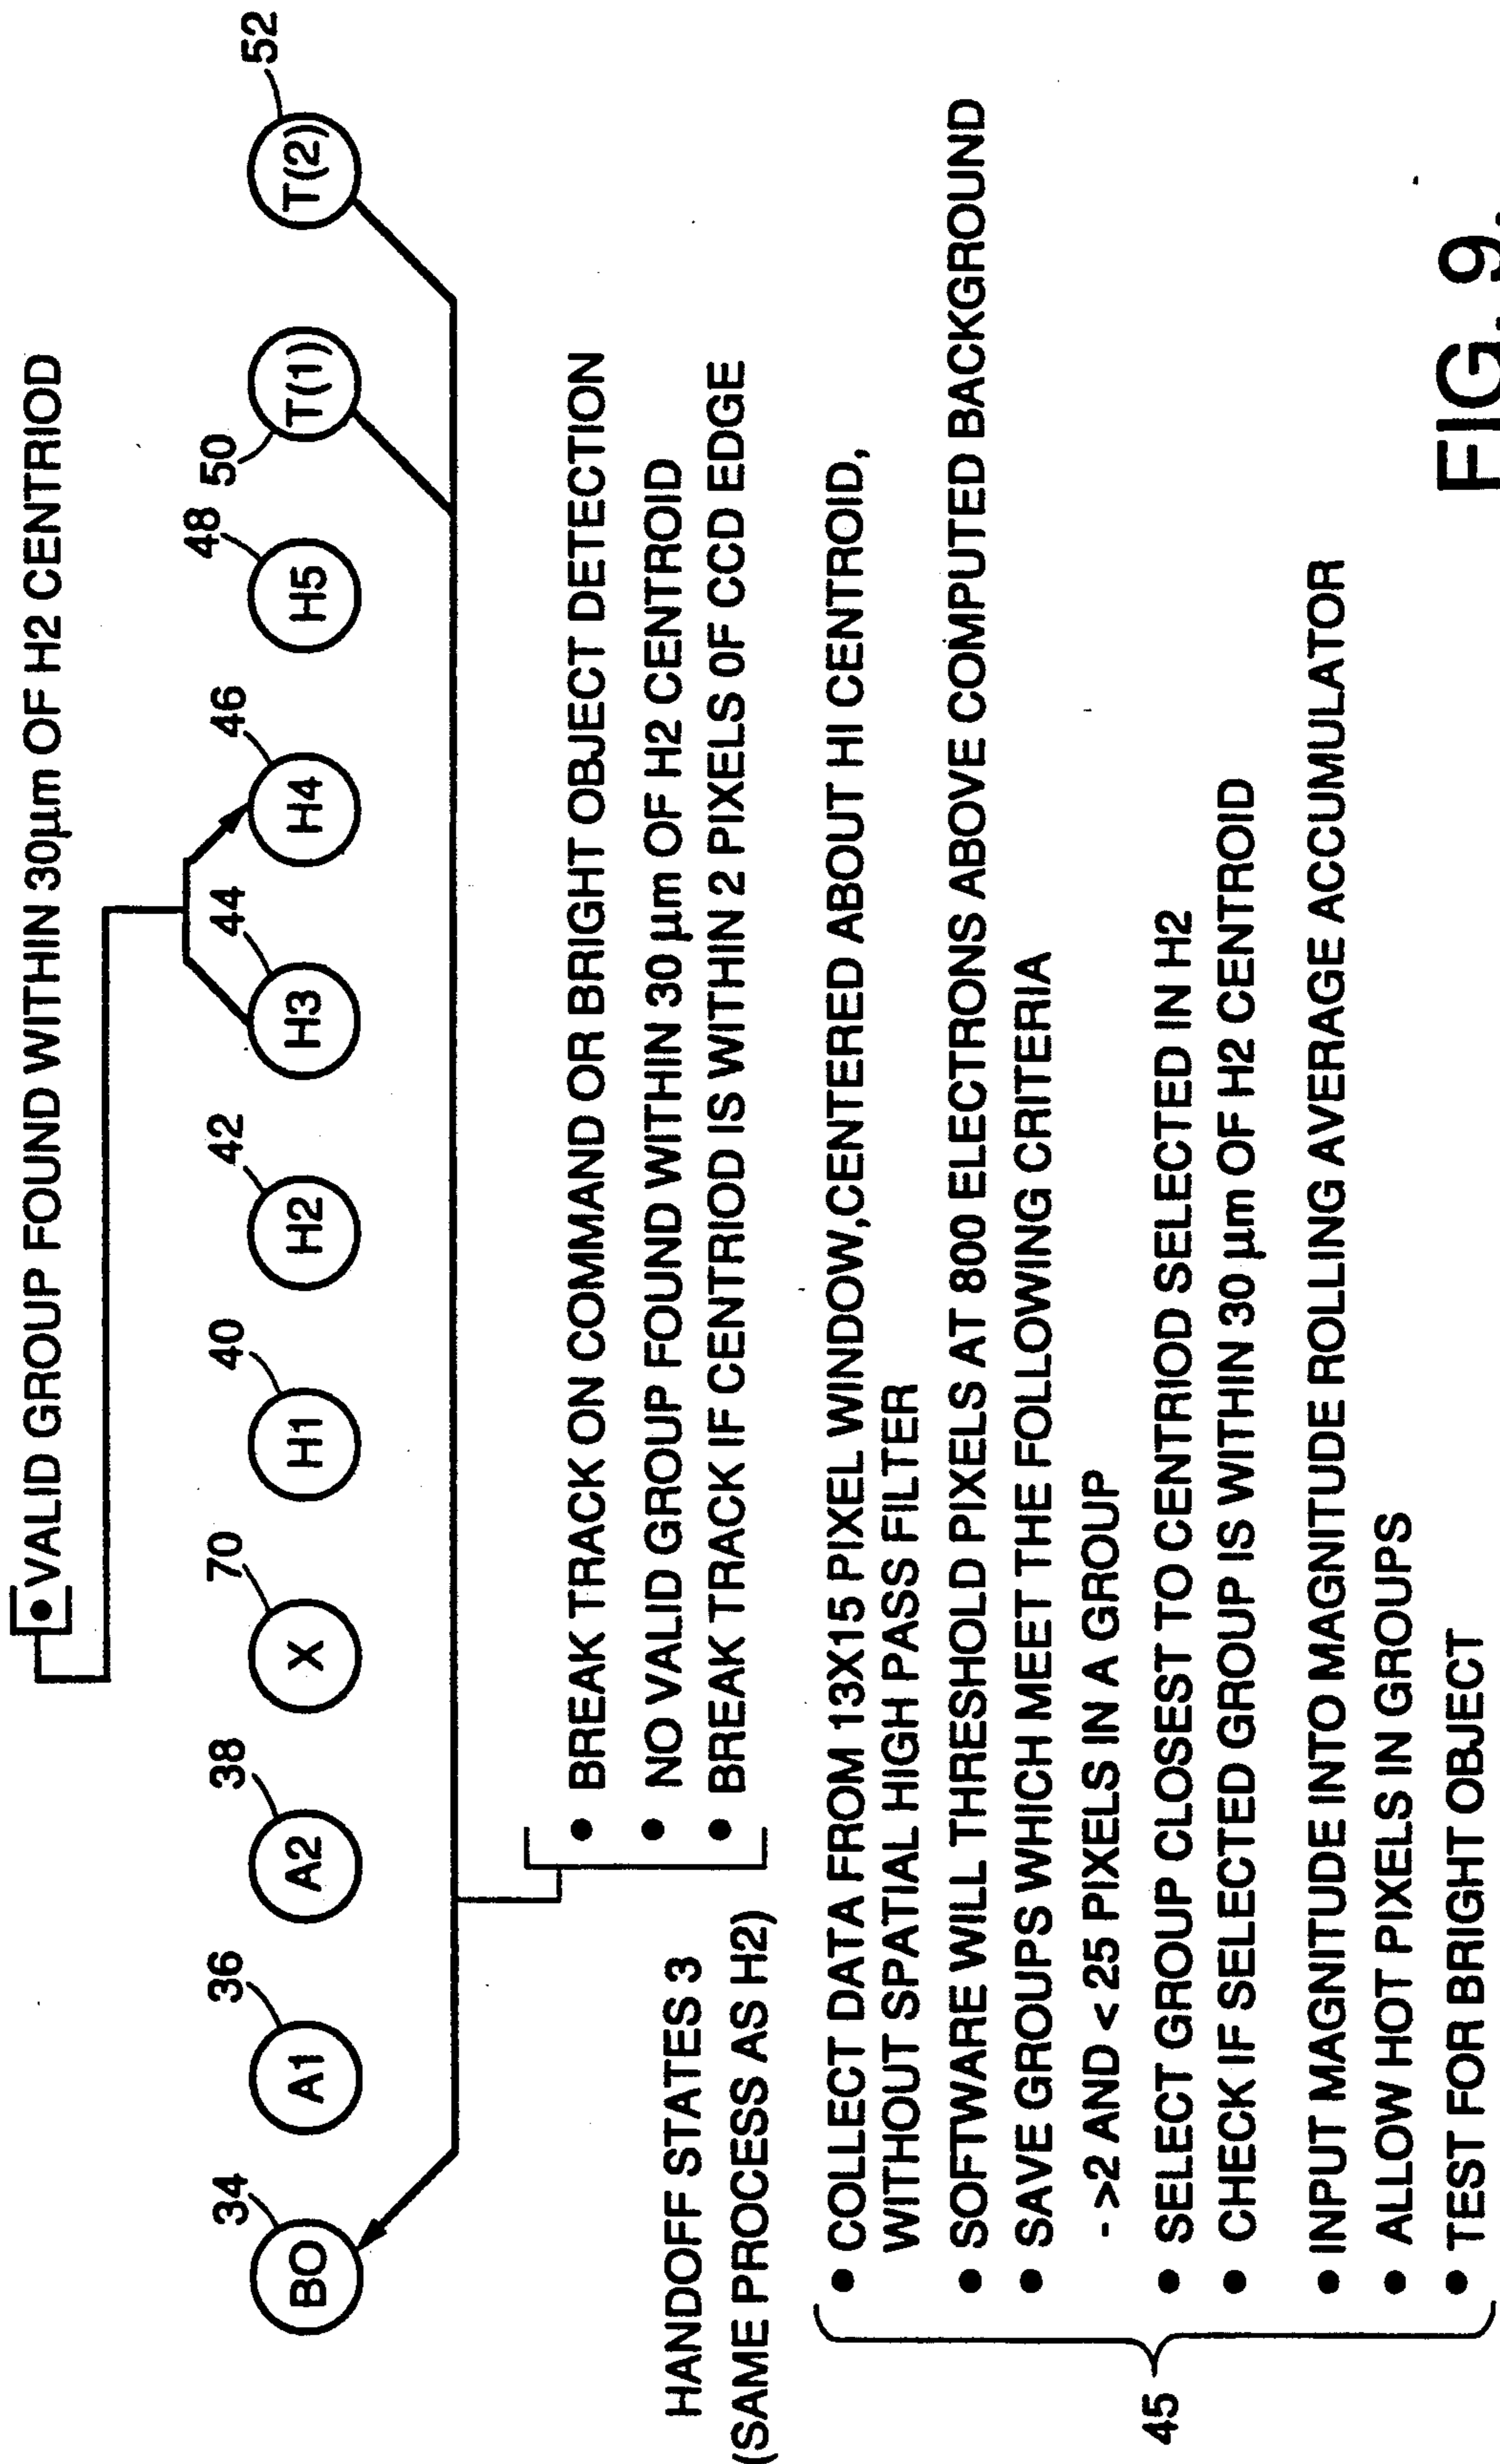 • VALID GROUP FOUND WITHIN 30µm OF H2 CENTRIOD
34 36 38 70 40 42 44 46 48 50 52
BO A1 A2 X H1 H2 H3 H4 H5 T(1) T(2)
• BREAK TRACK ON COMMAND OR BRIGHT OBJECT DETECTION
• NO VALID GROUP FOUND WITHIN 30 µm OF H2 CENTROID
• BREAK TRACK IF CENTRIOD IS WITHIN 2 PIXELS OF CCD EDGE
HANDOFF STATES 3
(SAME PROCESS AS H2)
45
• COLLECT DATA FROM 13X15 PIXEL WINDOW,CENTERED ABOUT HI CENTROID,
WITHOUT SPATIAL HIGH PASS FILTER
• SOFTWARE WILL THRESHOLD PIXELS AT 800 ELECTRONS ABOVE COMPUTED BACKGROUND
• SAVE GROUPS WHICH MEET THE FOLLOWING CRITERIA
- >2 AND < 25 PIXELS IN A GROUP
• SELECT GROUP CLOSEST TO CENTRIOD SELECTED IN H2
• CHECK IF SELECTED GROUP IS WITHIN 30 µm OF H2 CENTROID
• INPUT MAGNITUDE INTO MAGNITUDE ROLLING AVERAGE ACCUMULATOR
• ALLOW HOT PIXELS IN GROUPS
• TEST FOR BRIGHT OBJECT
FIG. 9.